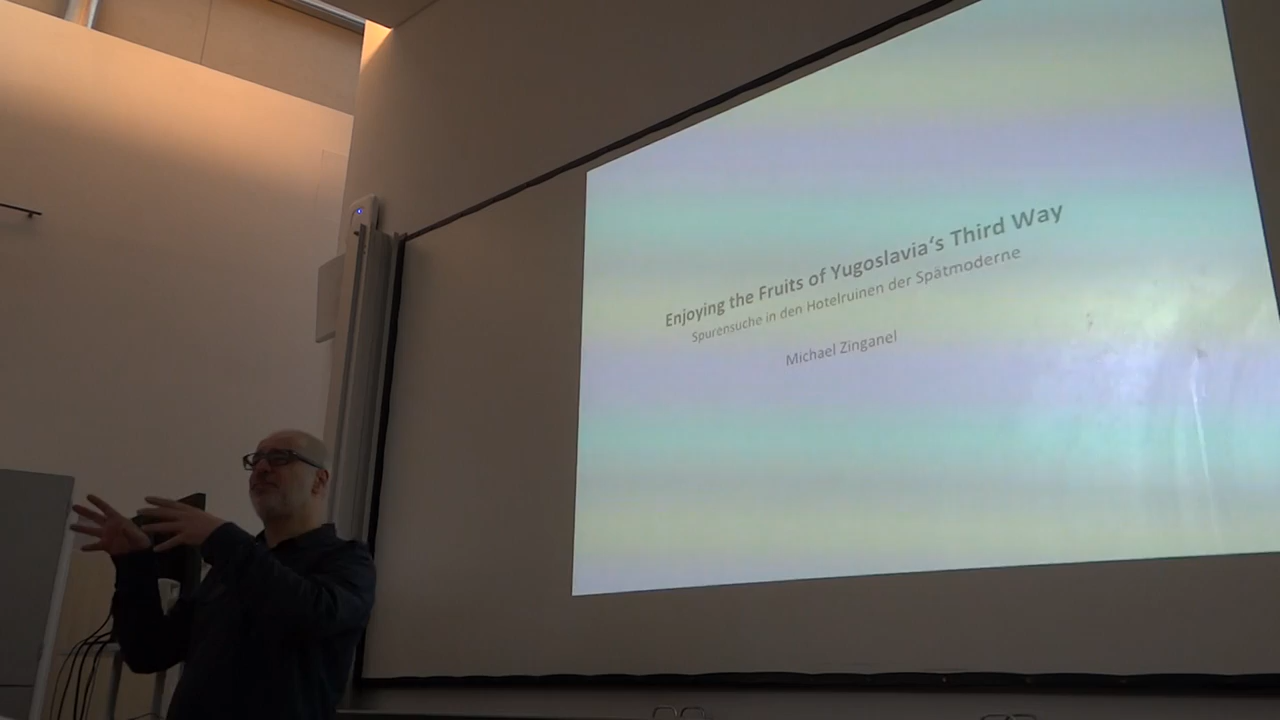 Enjoying the Fruits of Yugoslavia‘s Third Way
Spurensuche in den Hotelruinen der Spätmoderne
Michael Zinganel